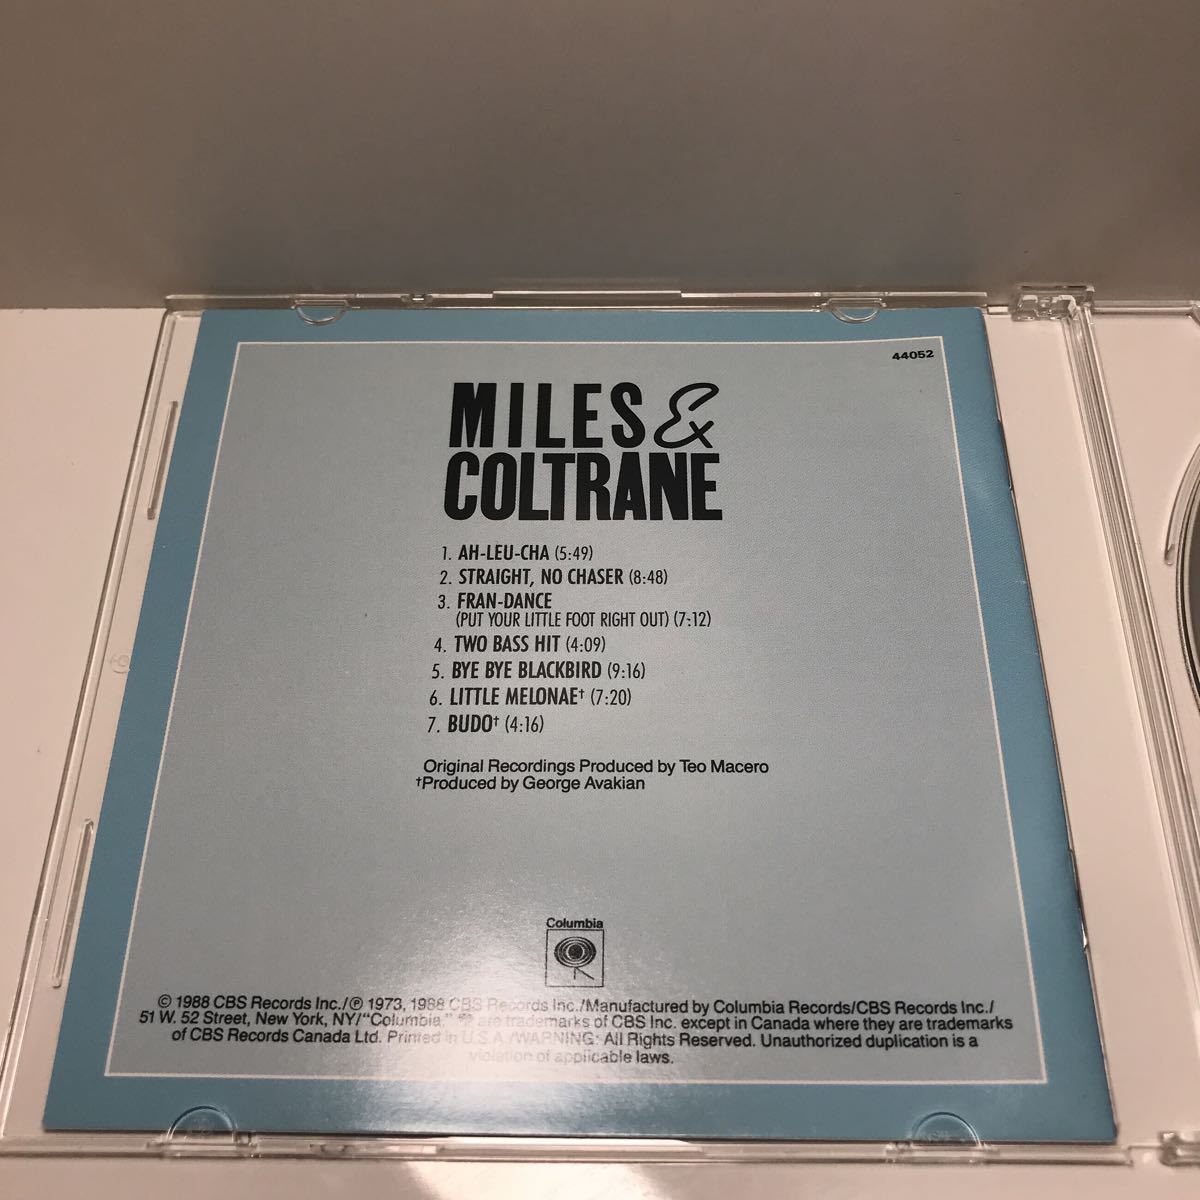 44052
MILES &
COLTRANE
1. AH-LEU-CHA (5:49)
2. STRAIGHT, NO CHASER (8:48)
3. FRAN-DANCE
(PUT YOUR LITTLE FOOT RIGHT OUT) (7:12)
4. TWO BASS HIT (4:09)
5. BYE BYE BLACKBIRD (9:16)
6. LITTLE MELONAE† (7:20)
7. BUDO† (4:16)
Original Recordings Produced by Teo Macero
†Produced by George Avakian
Columbia
© 1988 CBS Records Inc./℗ 1973, 1988 CBS Records Inc./Manufactured by Columbia Records/CBS Records Inc./
51 W. 52 Street, New York, NY/"Columbia," are trademarks of CBS Inc. except in Canada where they are trademarks
of CBS Records Canada Ltd. Printed in U.S.A./WARNING: All Rights Reserved. Unauthorized duplication is a
violation of applicable laws.